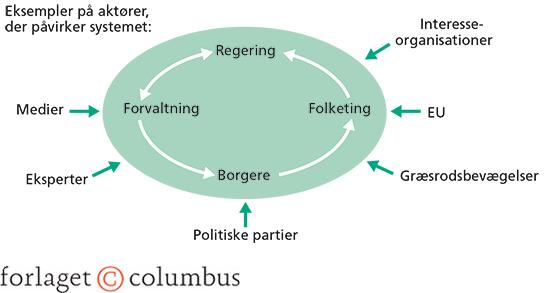 Eksempler på aktører,
der påvirker systemet:
Interesse-
organisationer
Regering
Medier
Forvaltning
Folketing
EU
Eksperter
Borgere
Græsrodsbevægelser
Politiske partier
forlaget © columbus